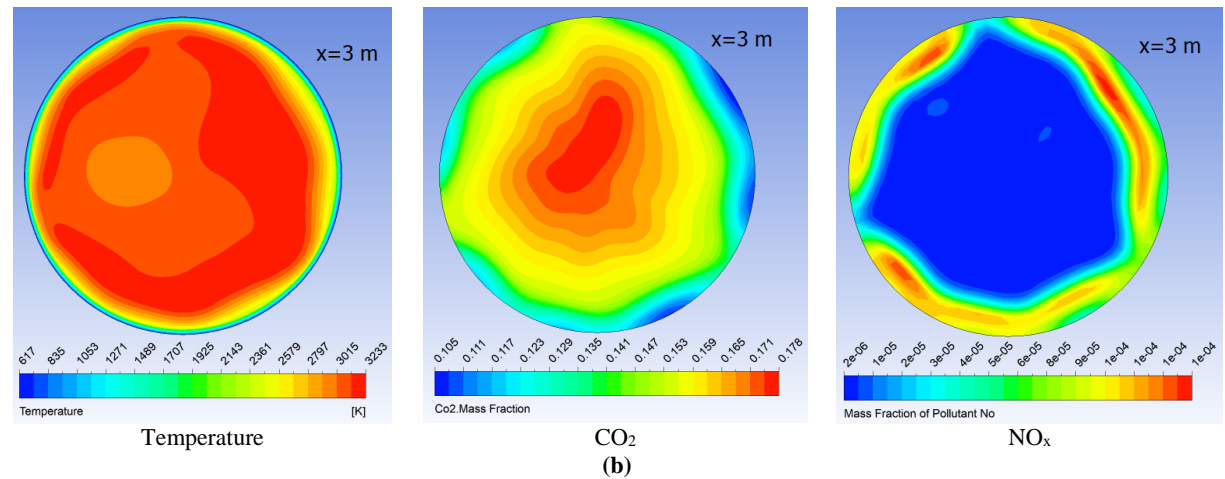 x=3 m
x=3 m
x=3 m
617 835 1053 1271 1489 1707 1925 2143 2361 2579 2797 3015 3233
Temperature [K]
0.105 0.111 0.117 0.123 0.129 0.135 0.141 0.147 0.153 0.159 0.165 0.171 0.178
Co2.Mass Fraction
2e-06 1e-05 2e-05 3e-05 4e-05 5e-05 6e-05 8e-05 9e-05 1e-04 1e-04 1e-04 1e-04
Mass Fraction of Pollutant No
Temperature
CO₂
NOₓ
(b)